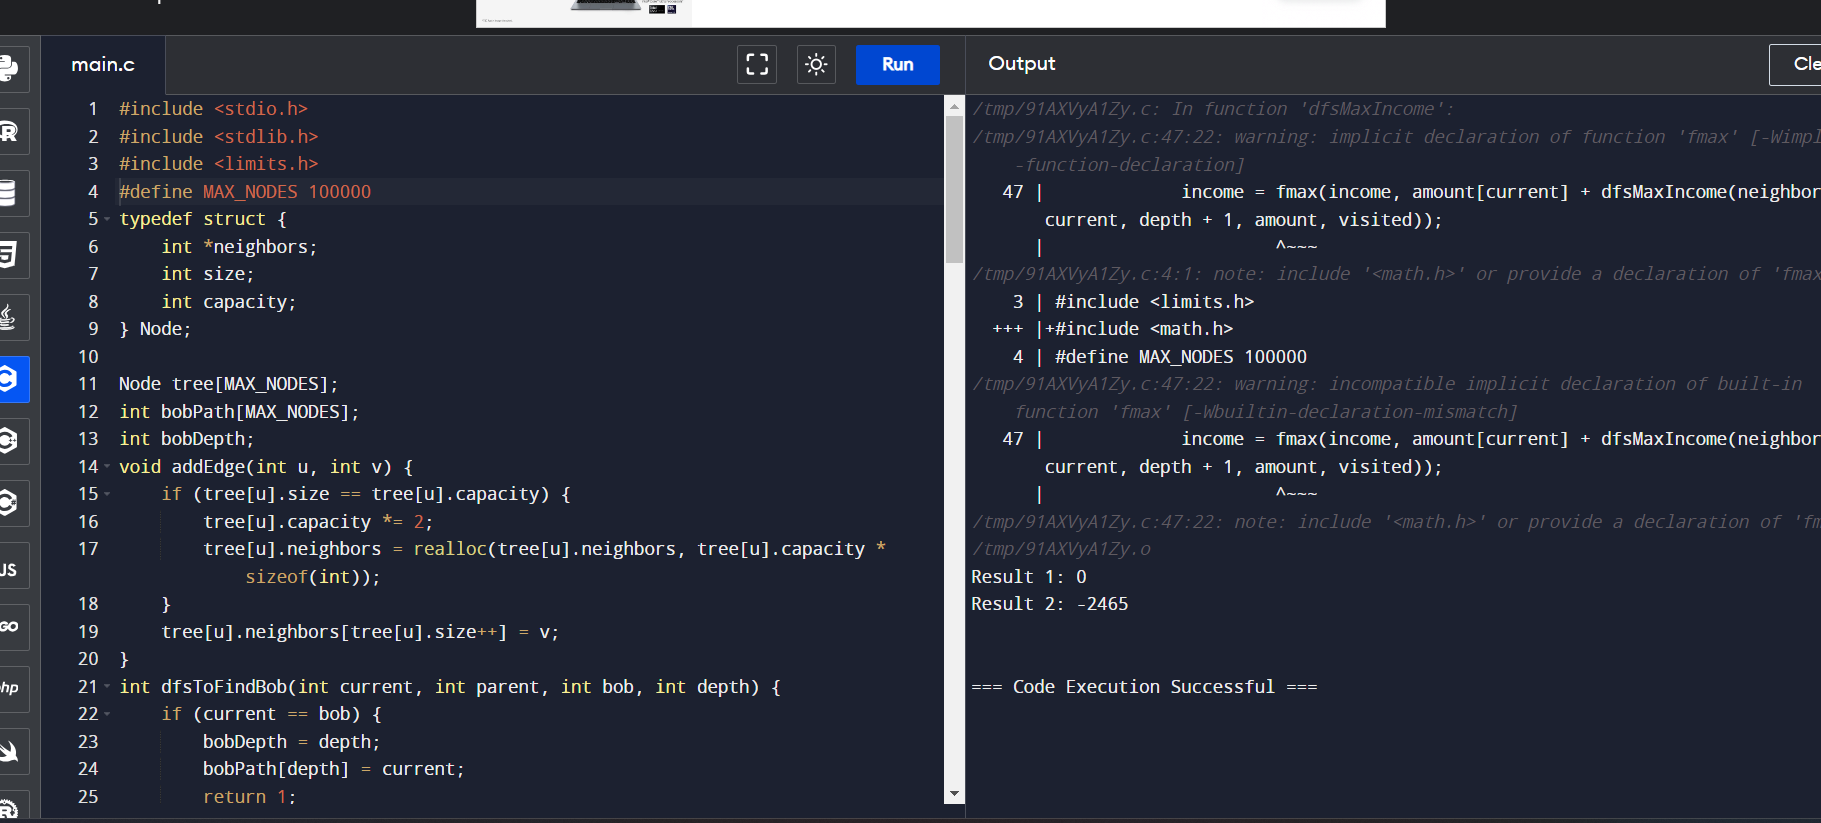 main.c
Run
1 #include <stdio.h>
2 #include <stdlib.h>
3 #include <limits.h>
4 #define MAX_NODES 100000
5 typedef struct {
6 int *neighbors;
7 int size;
8 int capacity;
9 } Node;
10
11 Node tree[MAX_NODES];
12 int bobPath[MAX_NODES];
13 int bobDepth;
14 void addEdge(int u, int v) {
15 if (tree[u].size == tree[u].capacity) {
16 tree[u].capacity *= 2;
17 tree[u].neighbors = realloc(tree[u].neighbors, tree[u].capacity *
sizeof(int));
18 }
19 tree[u].neighbors[tree[u].size++] = v;
20 }
21 int dfsToFindBob(int current, int parent, int bob, int depth) {
22 if (current == bob) {
23 bobDepth = depth;
24 bobPath[depth] = current;
25 return 1;
Output
Cle
/tmp/91AXVyA1Zy.c: In function 'dfsMaxIncome':
/tmp/91AXVyA1Zy.c:47:22: warning: implicit declaration of function 'fmax' [-Wimpl
-function-declaration]
47 | income = fmax(income, amount[current] + dfsMaxIncome(neighbor
current, depth + 1, amount, visited));
| ^~~~
/tmp/91AXVyA1Zy.c:4:1: note: include '<math.h>' or provide a declaration of 'fmax
3 | #include <limits.h>
+++ |+#include <math.h>
4 | #define MAX_NODES 100000
/tmp/91AXVyA1Zy.c:47:22: warning: incompatible implicit declaration of built-in
function 'fmax' [-Wbuiltin-declaration-mismatch]
47 | income = fmax(income, amount[current] + dfsMaxIncome(neighbor
current, depth + 1, amount, visited));
| ^~~~
/tmp/91AXVyA1Zy.c:47:22: note: include '<math.h>' or provide a declaration of 'fm
/tmp/91AXVyA1Zy.o
Result 1: 0
Result 2: -2465
=== Code Execution Successful ===
R
5
C
JS
GO
php